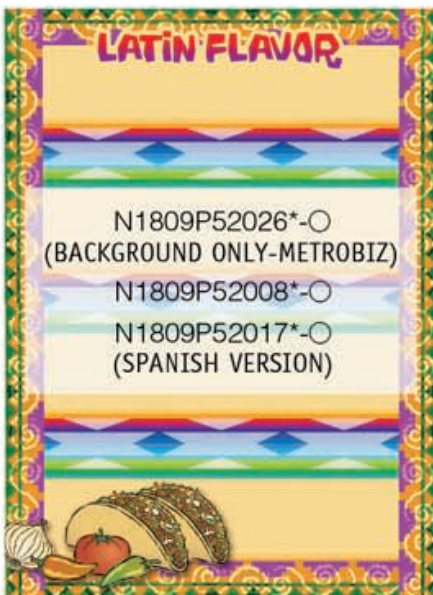 LATIN FLAVOR
N1809P52026*-○
(BACKGROUND ONLY-METROBIZ)
N1809P52008*-○
N1809P52017*-○
(SPANISH VERSION)